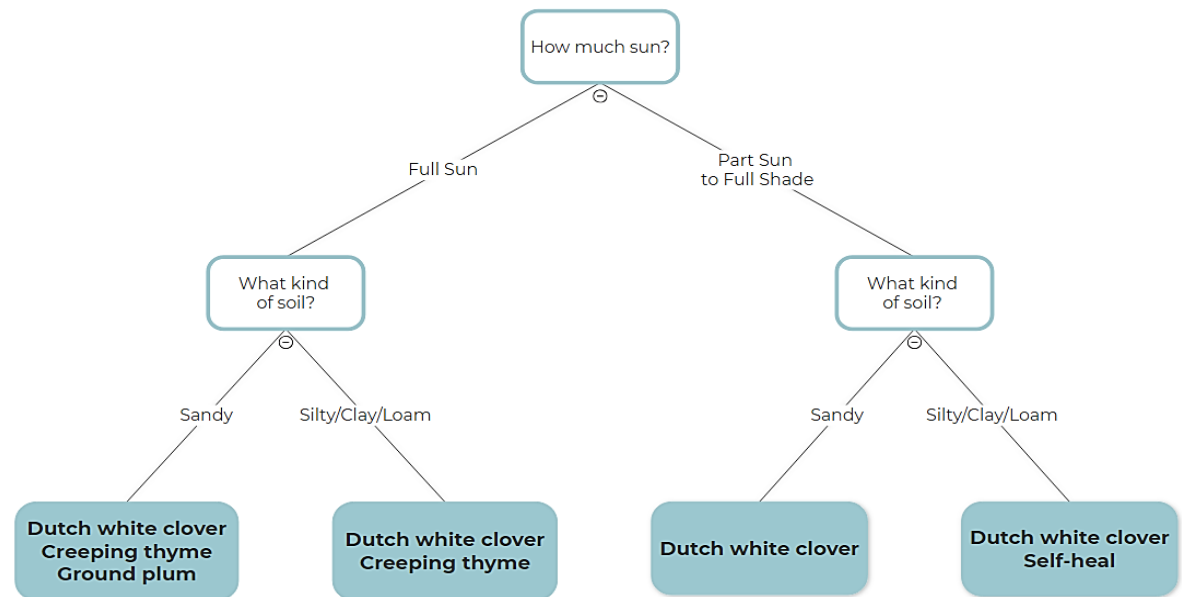 How much sun?
Full Sun
Part Sun
to Full Shade
What kind
of soil?
What kind
of soil?
Sandy
Silty/Clay/Loam
Sandy
Silty/Clay/Loam
Dutch white clover
Creeping thyme
Ground plum
Dutch white clover
Creeping thyme
Dutch white clover
Dutch white clover
Self-heal